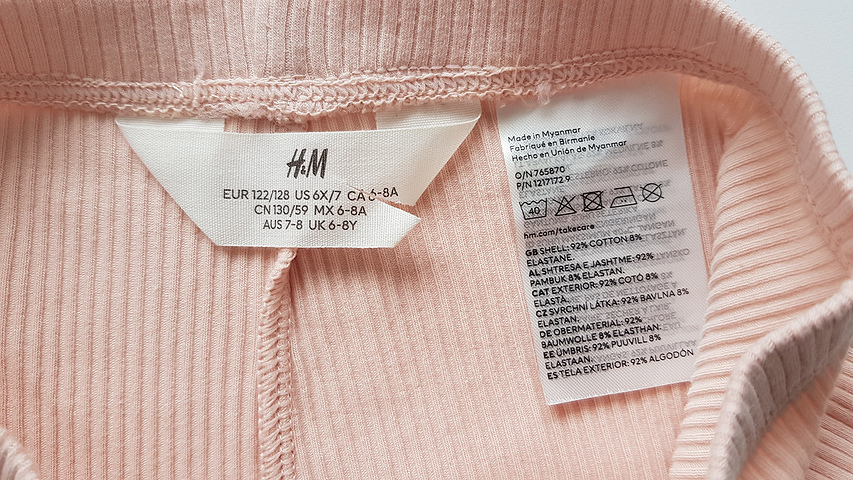 H&M
EUR 122/128 US 6X/7 CA 6-8A
CN 130/59 MX 6-8A
AUS 7-8 UK 6-8Y
Made in Myanmar
Fabriqué en Birmanie
Hecho en Unión de Myanmar
O/N 765870
P/N 1217172.9
40
hm.com/takecare
GB SHELL: 92% COTTON 8%
ELASTANE.
AL SHTRESA E JASHTME: 92%
PAMBUK 8% ELASTAN.
CAT EXTERIOR: 92% COTÓ 8%
ELASTÀ.
CZ SVRCHNÍ LÁTKA: 92% BAVLNA 8%
ELASTAN.
DE OBERMATERIAL: 92%
BAUMWOLLE 8% ELASTHAN.
EE ÜMBRIS: 92% PUUVILL 8%
ELASTAAN.
ES TELA EXTERIOR: 92% ALGODÓN